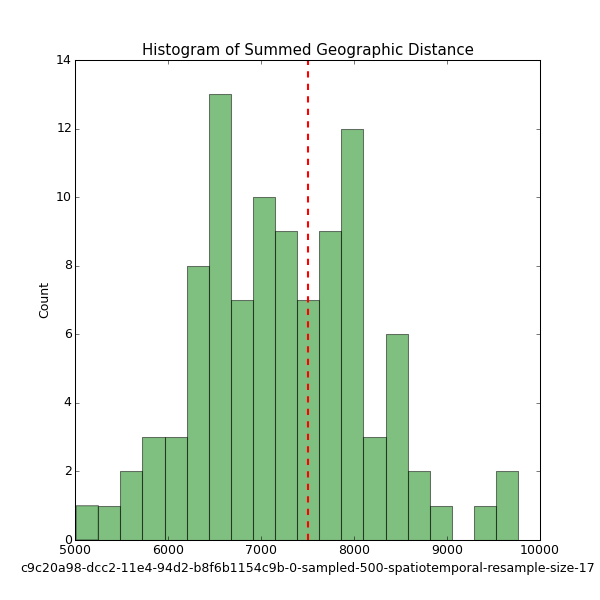 Histogram of Summed Geographic Distance
14
12
10
8
6
4
2
0
Count
5000 6000 7000 8000 9000 10000
c9c20a98-dcc2-11e4-94d2-b8f6b1154c9b-0-sampled-500-spatiotemporal-resample-size-17